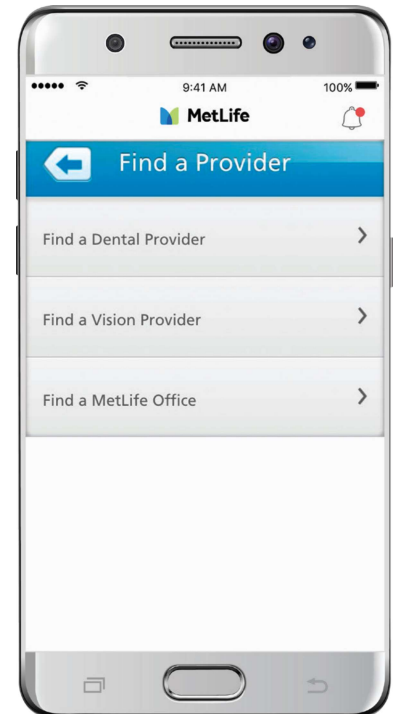 9:41 AM
100%
MetLife
Find a Provider
Find a Dental Provider
Find a Vision Provider
Find a MetLife Office